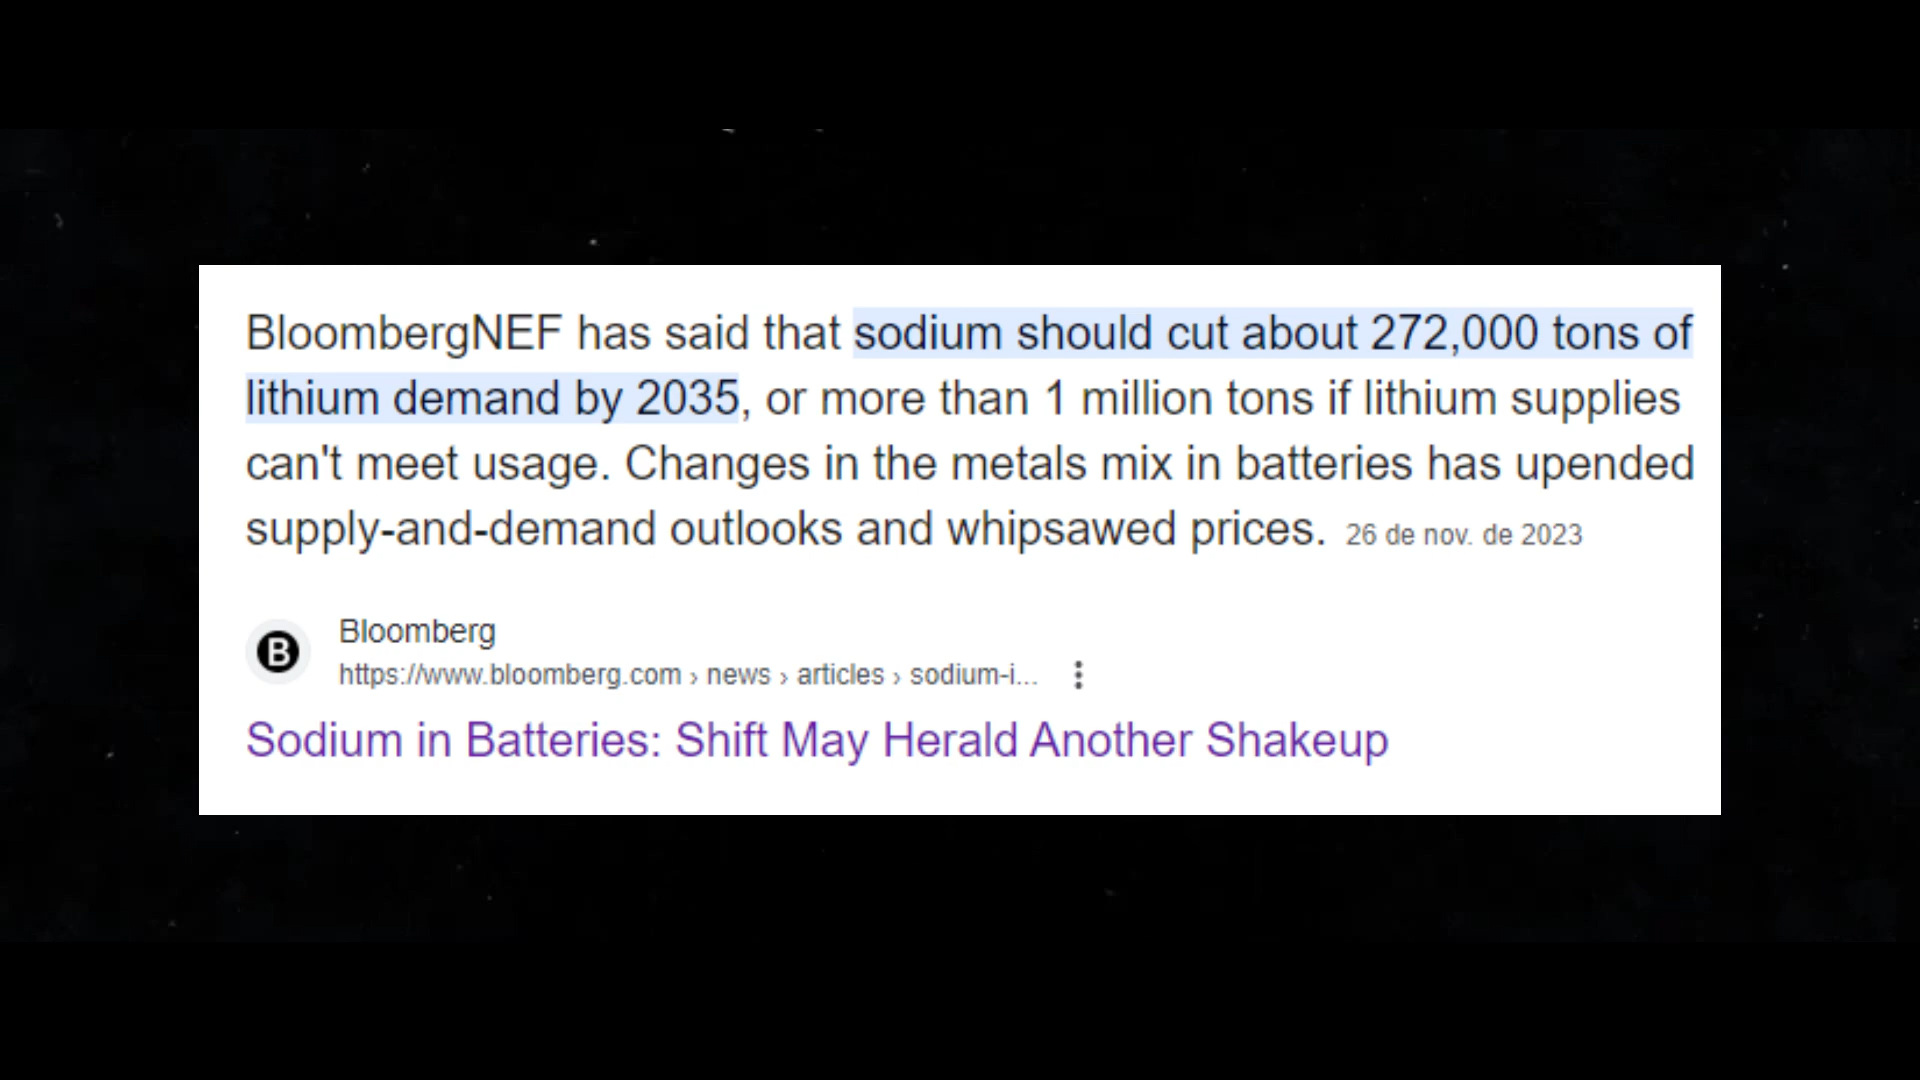 BloombergNEF has said that sodium should cut about 272,000 tons of
lithium demand by 2035, or more than 1 million tons if lithium supplies
can't meet usage. Changes in the metals mix in batteries has upended
supply-and-demand outlooks and whipsawed prices. 26 de nov. de 2023
B
Bloomberg
https://www.bloomberg.com › news › articles › sodium-i...
Sodium in Batteries: Shift May Herald Another Shakeup